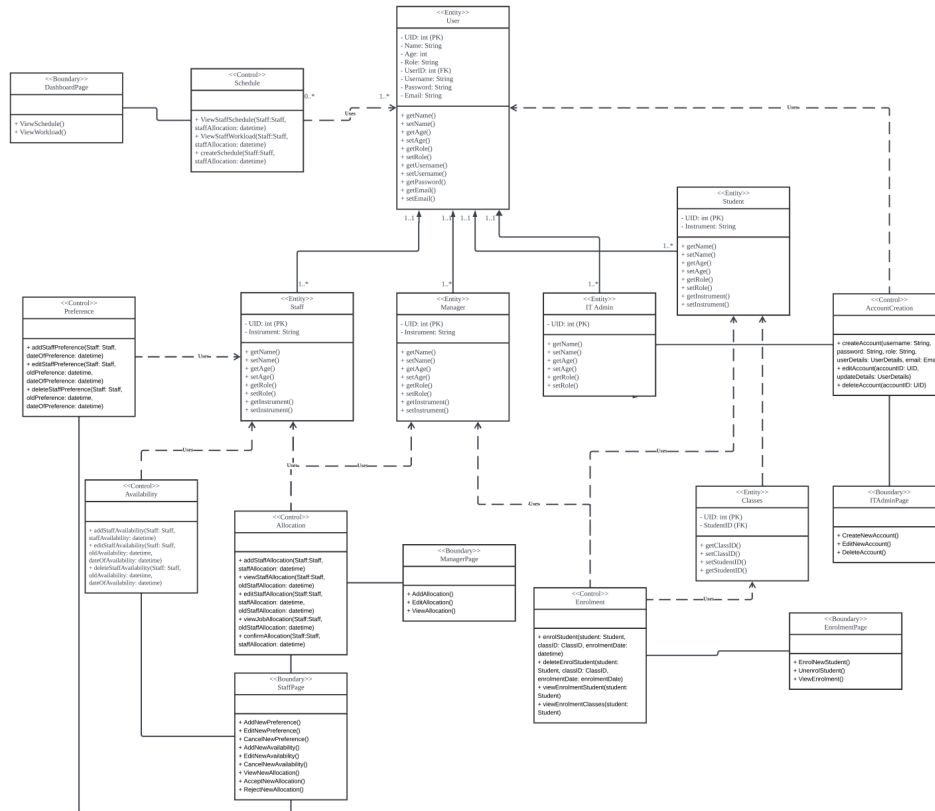 <<Entity>>
User
- UID: int (PK)
- Name: String
- Age: int
- Role: String
- UserID: int (FK)
- Username: String
- Password: String
- Email: String
+ getName()
+ setName()
+ getAge()
+ setAge()
+ getRole()
+ setRole()
+ getUsername()
+ setUsername()
+ getPassword()
+ getEmail()
+ setEmail()
<<Boundary>>
DashboardPage
+ ViewSchedule()
+ ViewWorkload()
<<Control>>
Schedule
+ ViewStaffSchedule(Staff:Staff,
staffAllocation: datetime)
+ ViewStaffWorkload(Staff:Staff,
staffAllocation: datetime)
+ createSchedule(Staff:Staff,
staffAllocation: datetime)
0..*
1..*
Uses
Uses
1..1
1..1
1..1
1..1
<<Entity>>
Student
- UID: int (PK)
- Instrument: String
+ getName()
+ setName()
+ getAge()
+ setAge()
+ getRole()
+ setRole()
+ getInstrument()
+ setInstrument()
1..*
1..*
1..*
1..*
<<Control>>
Preference
+ addStaffPreference(Staff: Staff,
dateOfPreference: datetime)
+ editStaffPreference(Staff: Staff,
oldPreference: datetime,
dateOfPreference: datetime)
+ deleteStaffPreference(Staff: Staff,
oldPreference: datetime,
dateOfPreference: datetime)
Uses
<<Entity>>
Staff
- UID: int (PK)
- Instrument: String
+ getName()
+ setName()
+ getAge()
+ setAge()
+ getRole()
+ setRole()
+ getInstrument()
+ setInstrument()
<<Entity>>
Manager
- UID: int (PK)
- Instrument: String
+ getName()
+ setName()
+ getAge()
+ setAge()
+ getRole()
+ setRole()
+ getInstrument()
+ setInstrument()
<<Entity>>
IT Admin
- UID: int (PK)
+ getName()
+ setName()
+ getAge()
+ setAge()
+ getRole()
+ setRole()
<<Control>>
AccountCreation
+ createAccount(username: String,
password: String, role: String,
userDetails: UserDetails, email: Ema
+ editAccount(accountID: UID,
updateDetails: UserDetails)
+ deleteAccount(accountID: UID)
Uses
Uses
Uses
Uses
<<Control>>
Availability
+ addStaffAvailability(Staff: Staff,
staffAvailability: datetime)
+ editStaffAvailability(Staff: Staff,
oldAvailability: datetime,
dateOfAvailability: datetime)
+ deleteStaffAvailability(Staff: Staff,
oldAvailability: datetime,
dateOfAvailability: datetime)
<<Control>>
Allocation
+ addStaffAllocation(Staff:Staff,
staffAllocation: datetime)
+ viewStaffAllocation(Staff:Staff,
oldStaffAllocation: datetime)
+ editStaffAllocation(Staff:Staff,
staffAllocation: datetime,
oldStaffAllocation: datetime)
+ viewJobAllocation(Staff:Staff,
oldStaffAllocation: datetime)
+ confirmAllocation(Staff:Staff,
staffAllocation: datetime)
<<Boundary>>
ManagerPage
+ AddAllocation()
+ EditAllocation()
+ ViewAllocation()
<<Entity>>
Classes
- UID: int (PK)
- StudentID (FK)
+ getClassID()
+ setClassID()
+ setStudentID()
+ getStudentID()
<<Boundary>>
ITAdminPage
+ CreateNewAccount()
+ EditNewAccount()
+ DeleteAccount()
<<Control>>
Enrolment
+ enrolStudent(student: Student,
classID: ClassID, enrolmentDate:
datetime)
+ deleteEnrolStudent(student:
Student, classID: ClassID,
enrolmentDate: enrolmentDate)
+ viewEnrolmentStudent(student:
Student)
+ viewEnrolmentClasses(student:
Student)
Uses
<<Boundary>>
EnrolmentPage
+ EnrolNewStudent()
+ UnenrolStudent()
+ ViewEnrolment()
<<Boundary>>
StaffPage
+ AddNewPreference()
+ EditNewPreference()
+ CancelNewPreference()
+ AddNewAvailability()
+ EditNewAvailability()
+ CancelNewAvailability()
+ ViewNewAllocation()
+ AcceptNewAllocation()
+ RejectNewAllocation()